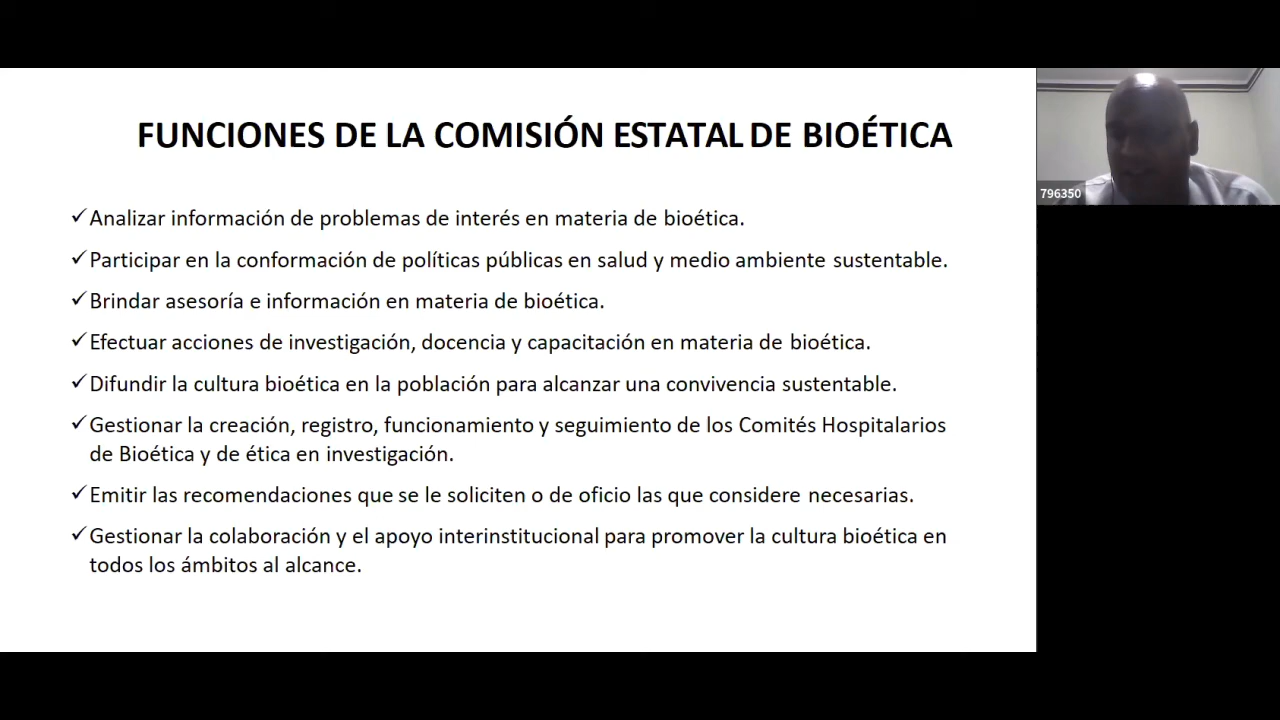 FUNCIONES DE LA COMISIÓN ESTATAL DE BIOÉTICA
✓Analizar información de problemas de interés en materia de bioética.
✓Participar en la conformación de políticas públicas en salud y medio ambiente sustentable.
✓Brindar asesoría e información en materia de bioética.
✓Efectuar acciones de investigación, docencia y capacitación en materia de bioética.
✓Difundir la cultura bioética en la población para alcanzar una convivencia sustentable.
✓Gestionar la creación, registro, funcionamiento y seguimiento de los Comités Hospitalarios
de Bioética y de ética en investigación.
✓Emitir las recomendaciones que se le soliciten o de oficio las que considere necesarias.
✓Gestionar la colaboración y el apoyo interinstitucional para promover la cultura bioética en
todos los ámbitos al alcance.
796350